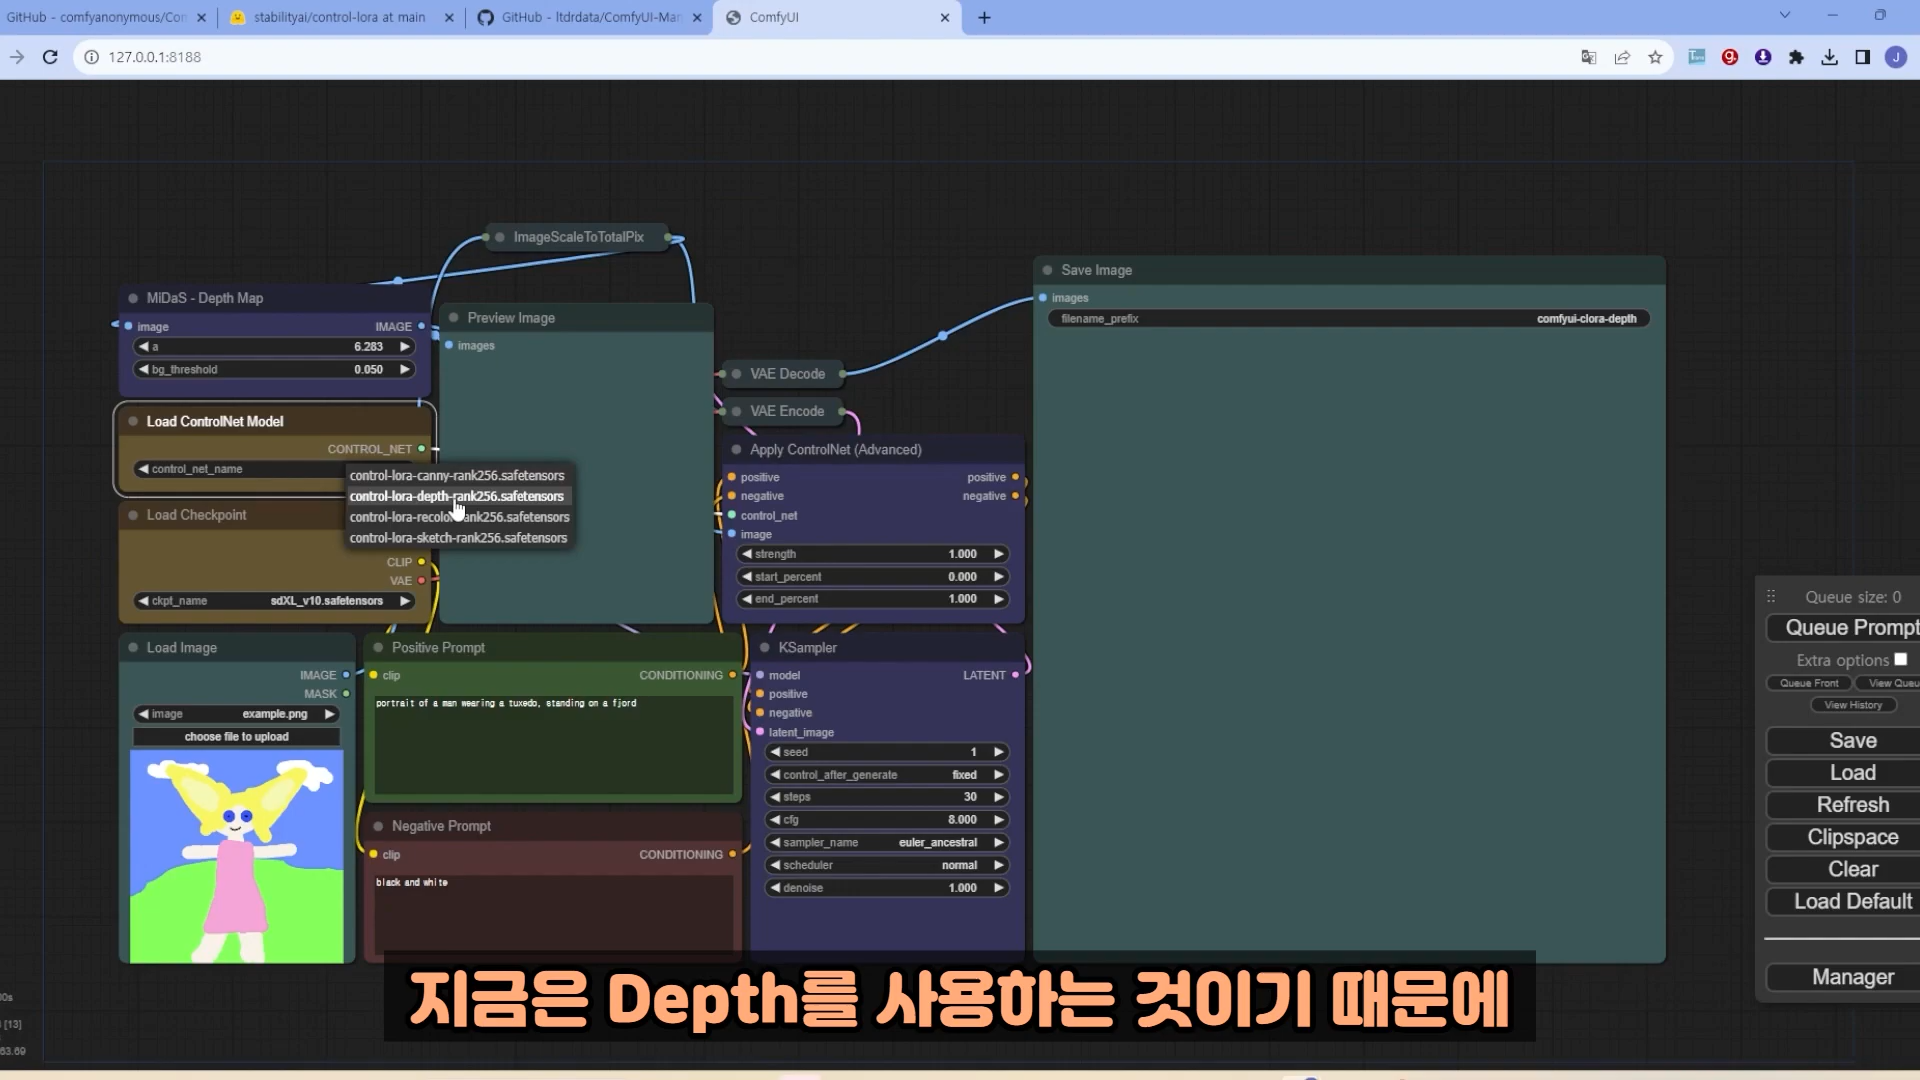 GitHub - comfyanonymous/Con
stabilityai/control-lora at main
GitHub - ltdrdata/ComfyUI-Man
ComfyUI
127.0.0.1:8188
J
ImageScaleToTotalPix
MiDaS - Depth Map
image
IMAGE
a
6.283
bg_threshold
0.050
Load ControlNet Model
CONTROL_NET
control_net_name
control-lora-canny-rank256.safetensors
control-lora-depth-rank256.safetensors
control-lora-recolor-rank256.safetensors
control-lora-sketch-rank256.safetensors
Load Checkpoint
CLIP
VAE
ckpt_name
sdXL_v10.safetensors
Preview Image
images
VAE Decode
VAE Encode
Apply ControlNet (Advanced)
positive
positive
negative
negative
control_net
image
strength
1.000
start_percent
0.000
end_percent
1.000
Save Image
images
filename_prefix
comfyui-clora-depth
Load Image
IMAGE
MASK
image
example.png
choose file to upload
Positive Prompt
clip
CONDITIONING
portrait of a man wearing a tuxedo, standing on a fjord
Negative Prompt
clip
CONDITIONING
black and white
KSampler
model
LATENT
positive
negative
latent_image
seed
1
control_after_generate
fixed
steps
30
cfg
8.000
sampler_name
euler_ancestral
scheduler
normal
denoise
1.000
Queue size: 0
Queue Prompt
Extra options
Queue Front
View Queu
View History
Save
Load
Refresh
Clipspace
Clear
Load Default
Manager
[13]
63.69
지금은 Depth를 사용하는 것이기 때문에